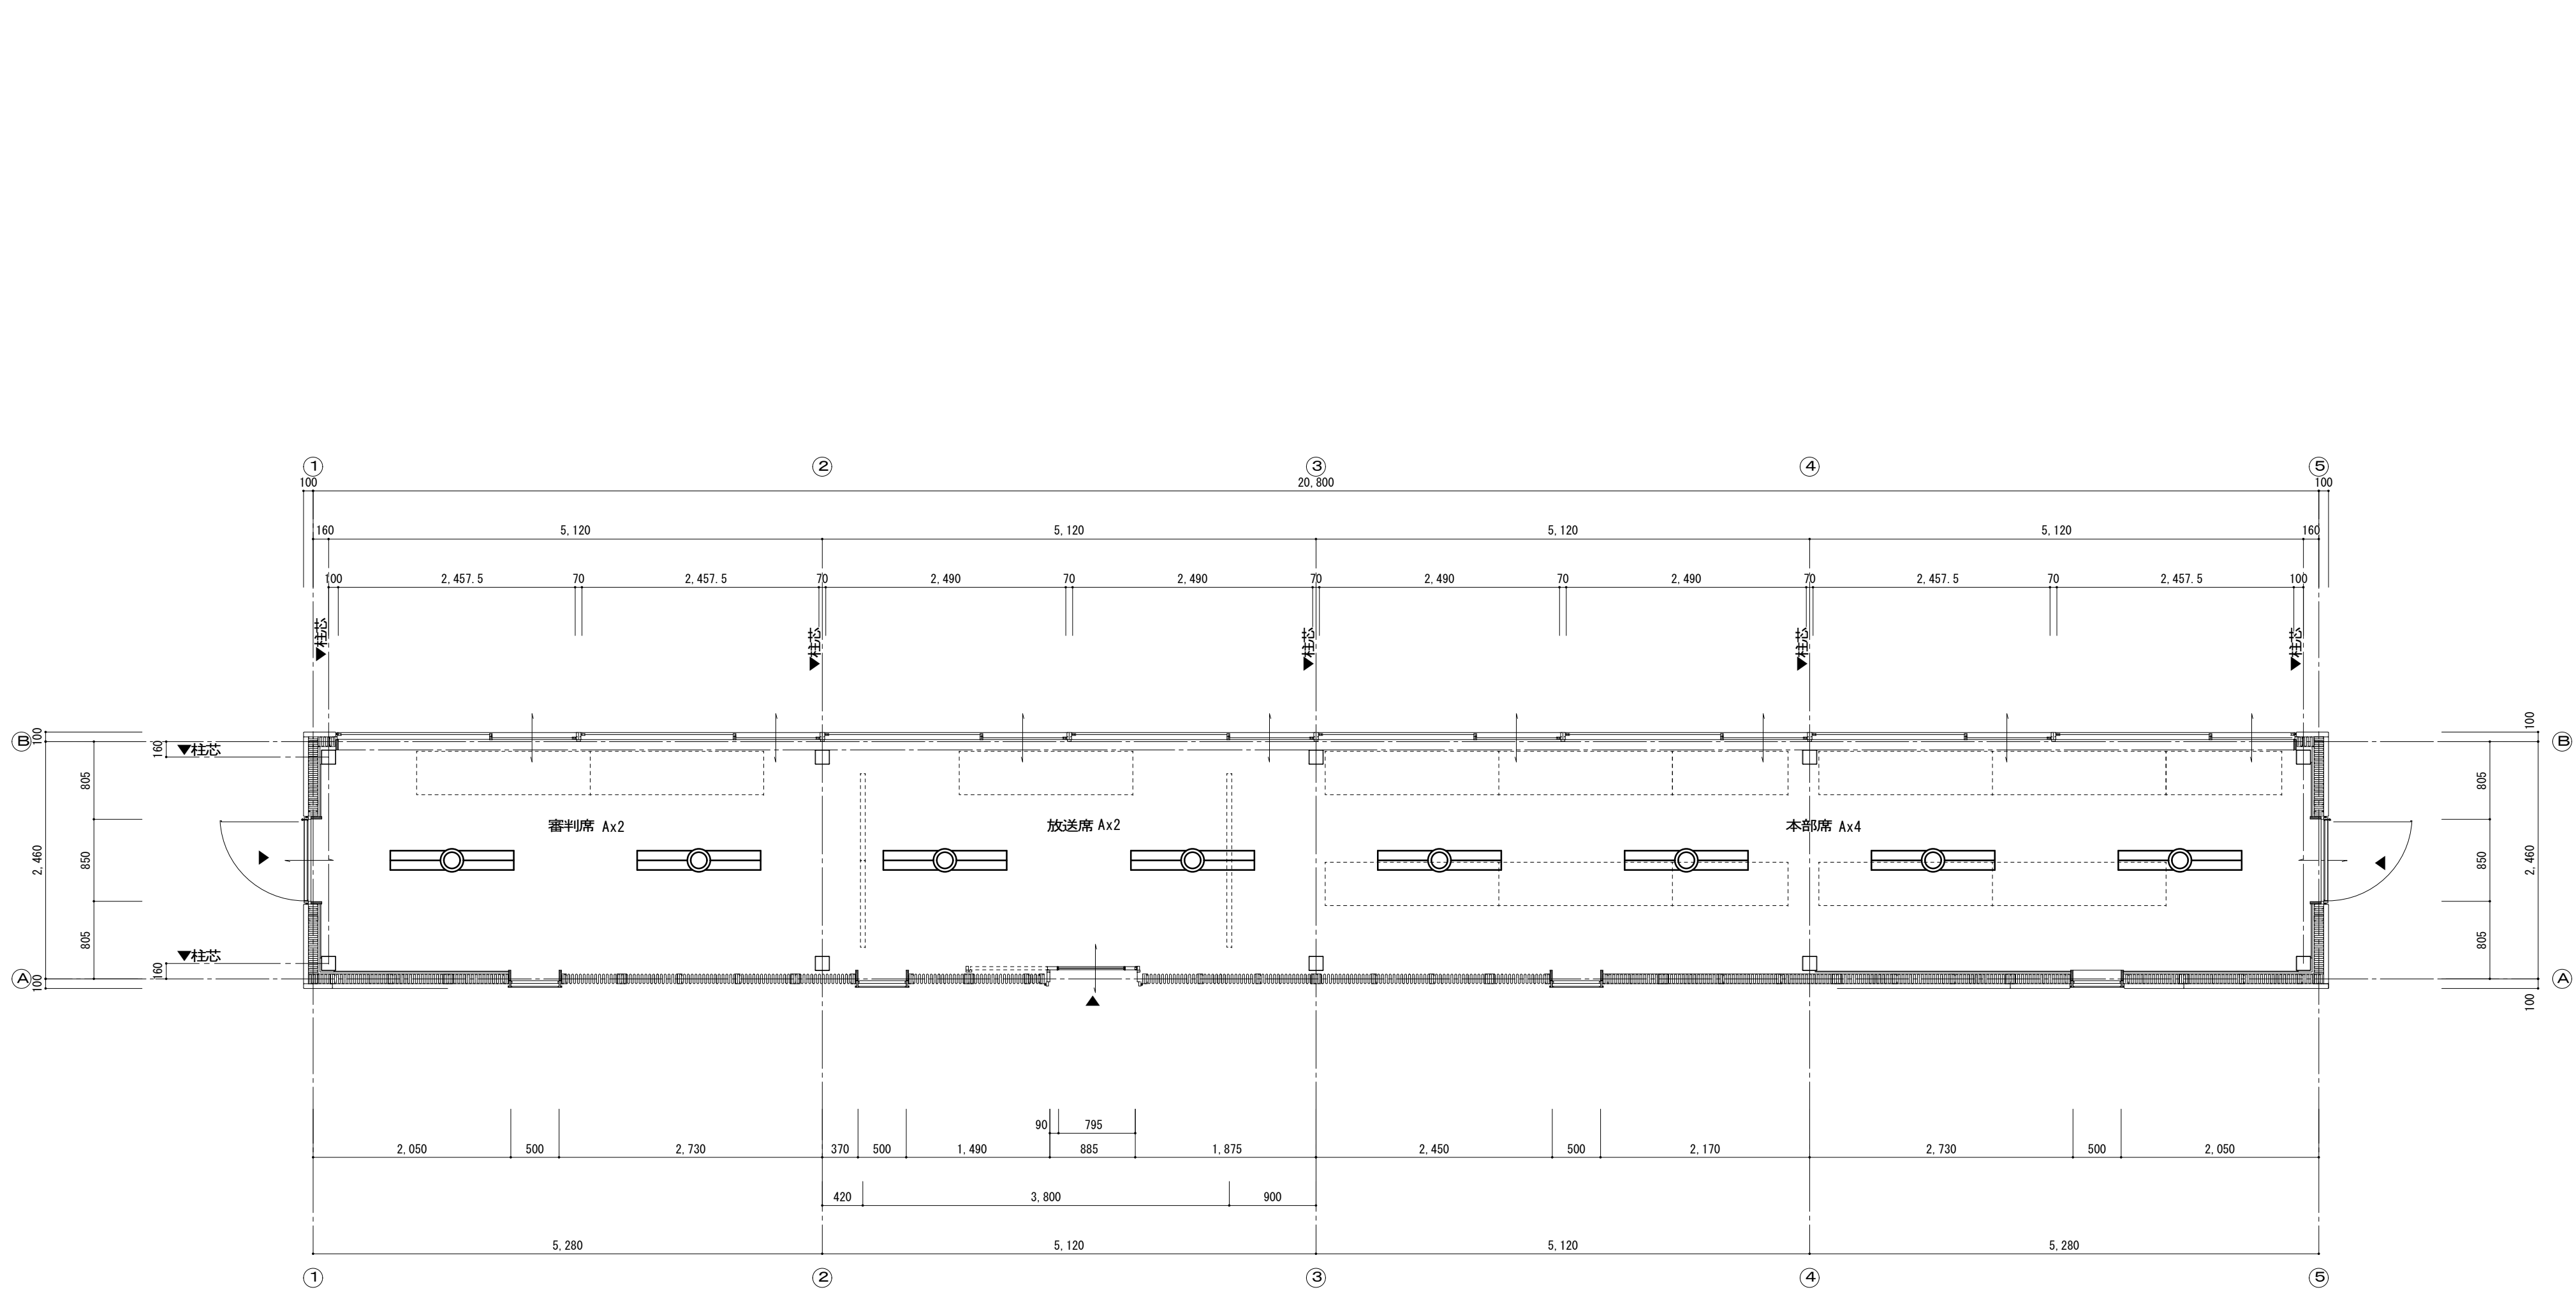 ① ② ③ ④ ⑤
100 20,800 100
160 5,120 5,120 5,120 5,120 160
100 2,457.5 70 2,457.5 70 2,490 70 2,490 70 2,490 70 2,490 70 2,457.5 70 2,457.5 100
▼柱芯 ▼柱芯 ▼柱芯 ▼柱芯 ▼柱芯
Ⓑ 100 160 ▼柱芯 100 Ⓑ
805 805
審判席 Ax2 放送席 Ax2 本部席 Ax4
2,460 850 850 2,460
805 805
▼柱芯
Ⓐ 100 160 100 Ⓐ
90 795
2,050 500 2,730 370 500 1,490 885 1,875 2,450 500 2,170 2,730 500 2,050
420 3,800 900
5,280 5,120 5,120 5,280
① ② ③ ④ ⑤